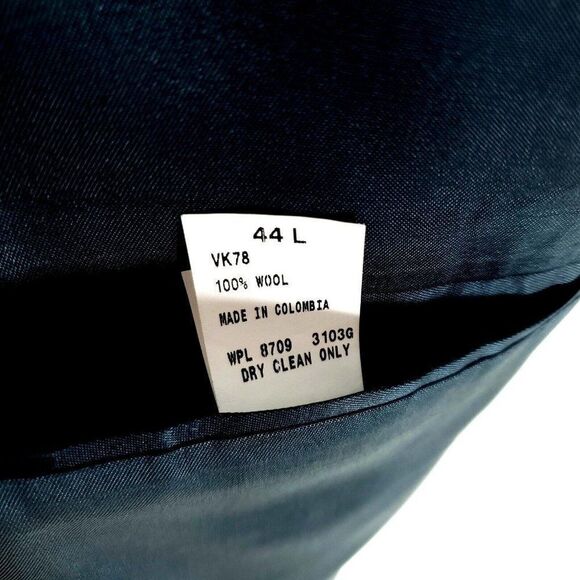 44 L
VK78
100% WOOL
MADE IN COLOMBIA
WPL 8709 3103G
DRY CLEAN ONLY